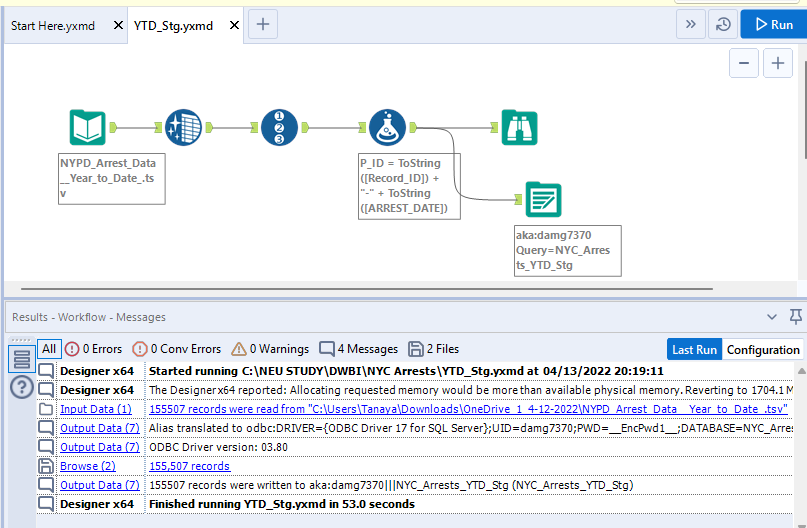 Start Here.yxmd
YTD_Stg.yxmd
Run
1
2
3
NYPD_Arrest_Data
__Year_to_Date_.ts
v
P_ID = ToString
([Record_ID]) +
"-" + ToString
([ARREST_DATE])
aka:damg7370
Query=NYC_Arres
ts_YTD_Stg
Results - Workflow - Messages
All 0 Errors 0 Conv Errors 0 Warnings 4 Messages 2 Files Last Run Configuration
Designer x64 Started running C:\NEU STUDY\DWBI\NYC Arrests\YTD_Stg.yxmd at 04/13/2022 20:19:11
Designer x64 The Designer x64 reported: Allocating requested memory would be more than available physical memory. Reverting to 1704.1 M
Input Data (1) 155507 records were read from "C:\Users\Tanaya\Downloads\OneDrive_1_4-12-2022\NYPD_Arrest_Data__Year_to_Date_.tsv"
Output Data (7) Alias translated to odbc:DRIVER={ODBC Driver 17 for SQL Server};UID=damg7370;PWD=__EncPwd1__;DATABASE=NYC_Arres
Output Data (7) ODBC Driver version: 03.80
Browse (2) 155,507 records
Output Data (7) 155507 records were written to aka:damg7370|||NYC_Arrests_YTD_Stg (NYC_Arrests_YTD_Stg)
Designer x64 Finished running YTD_Stg.yxmd in 53.0 seconds